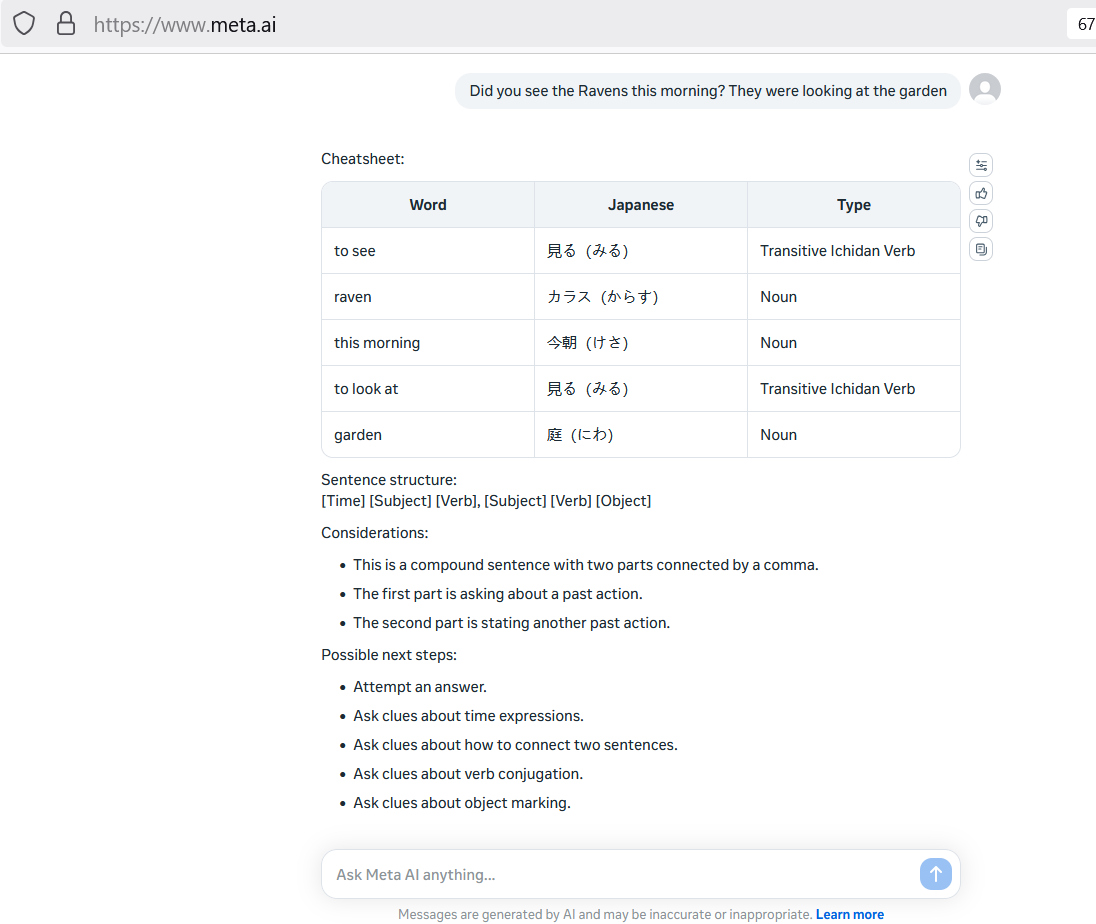 https://www.meta.ai
67
Did you see the Ravens this morning? They were looking at the garden
Cheatsheet:
Word Japanese Type
to see 見る（みる） Transitive Ichidan Verb
raven カラス（からす） Noun
this morning 今朝（けさ） Noun
to look at 見る（みる） Transitive Ichidan Verb
garden 庭（にわ） Noun
Sentence structure:
[Time] [Subject] [Verb], [Subject] [Verb] [Object]
Considerations:
• This is a compound sentence with two parts connected by a comma.
• The first part is asking about a past action.
• The second part is stating another past action.
Possible next steps:
• Attempt an answer.
• Ask clues about time expressions.
• Ask clues about how to connect two sentences.
• Ask clues about verb conjugation.
• Ask clues about object marking.
Ask Meta AI anything...
Messages are generated by AI and may be inaccurate or inappropriate. Learn more